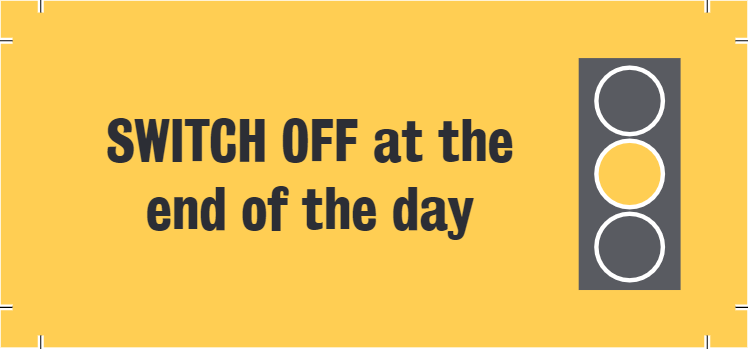 SWITCH OFF at the
end of the day